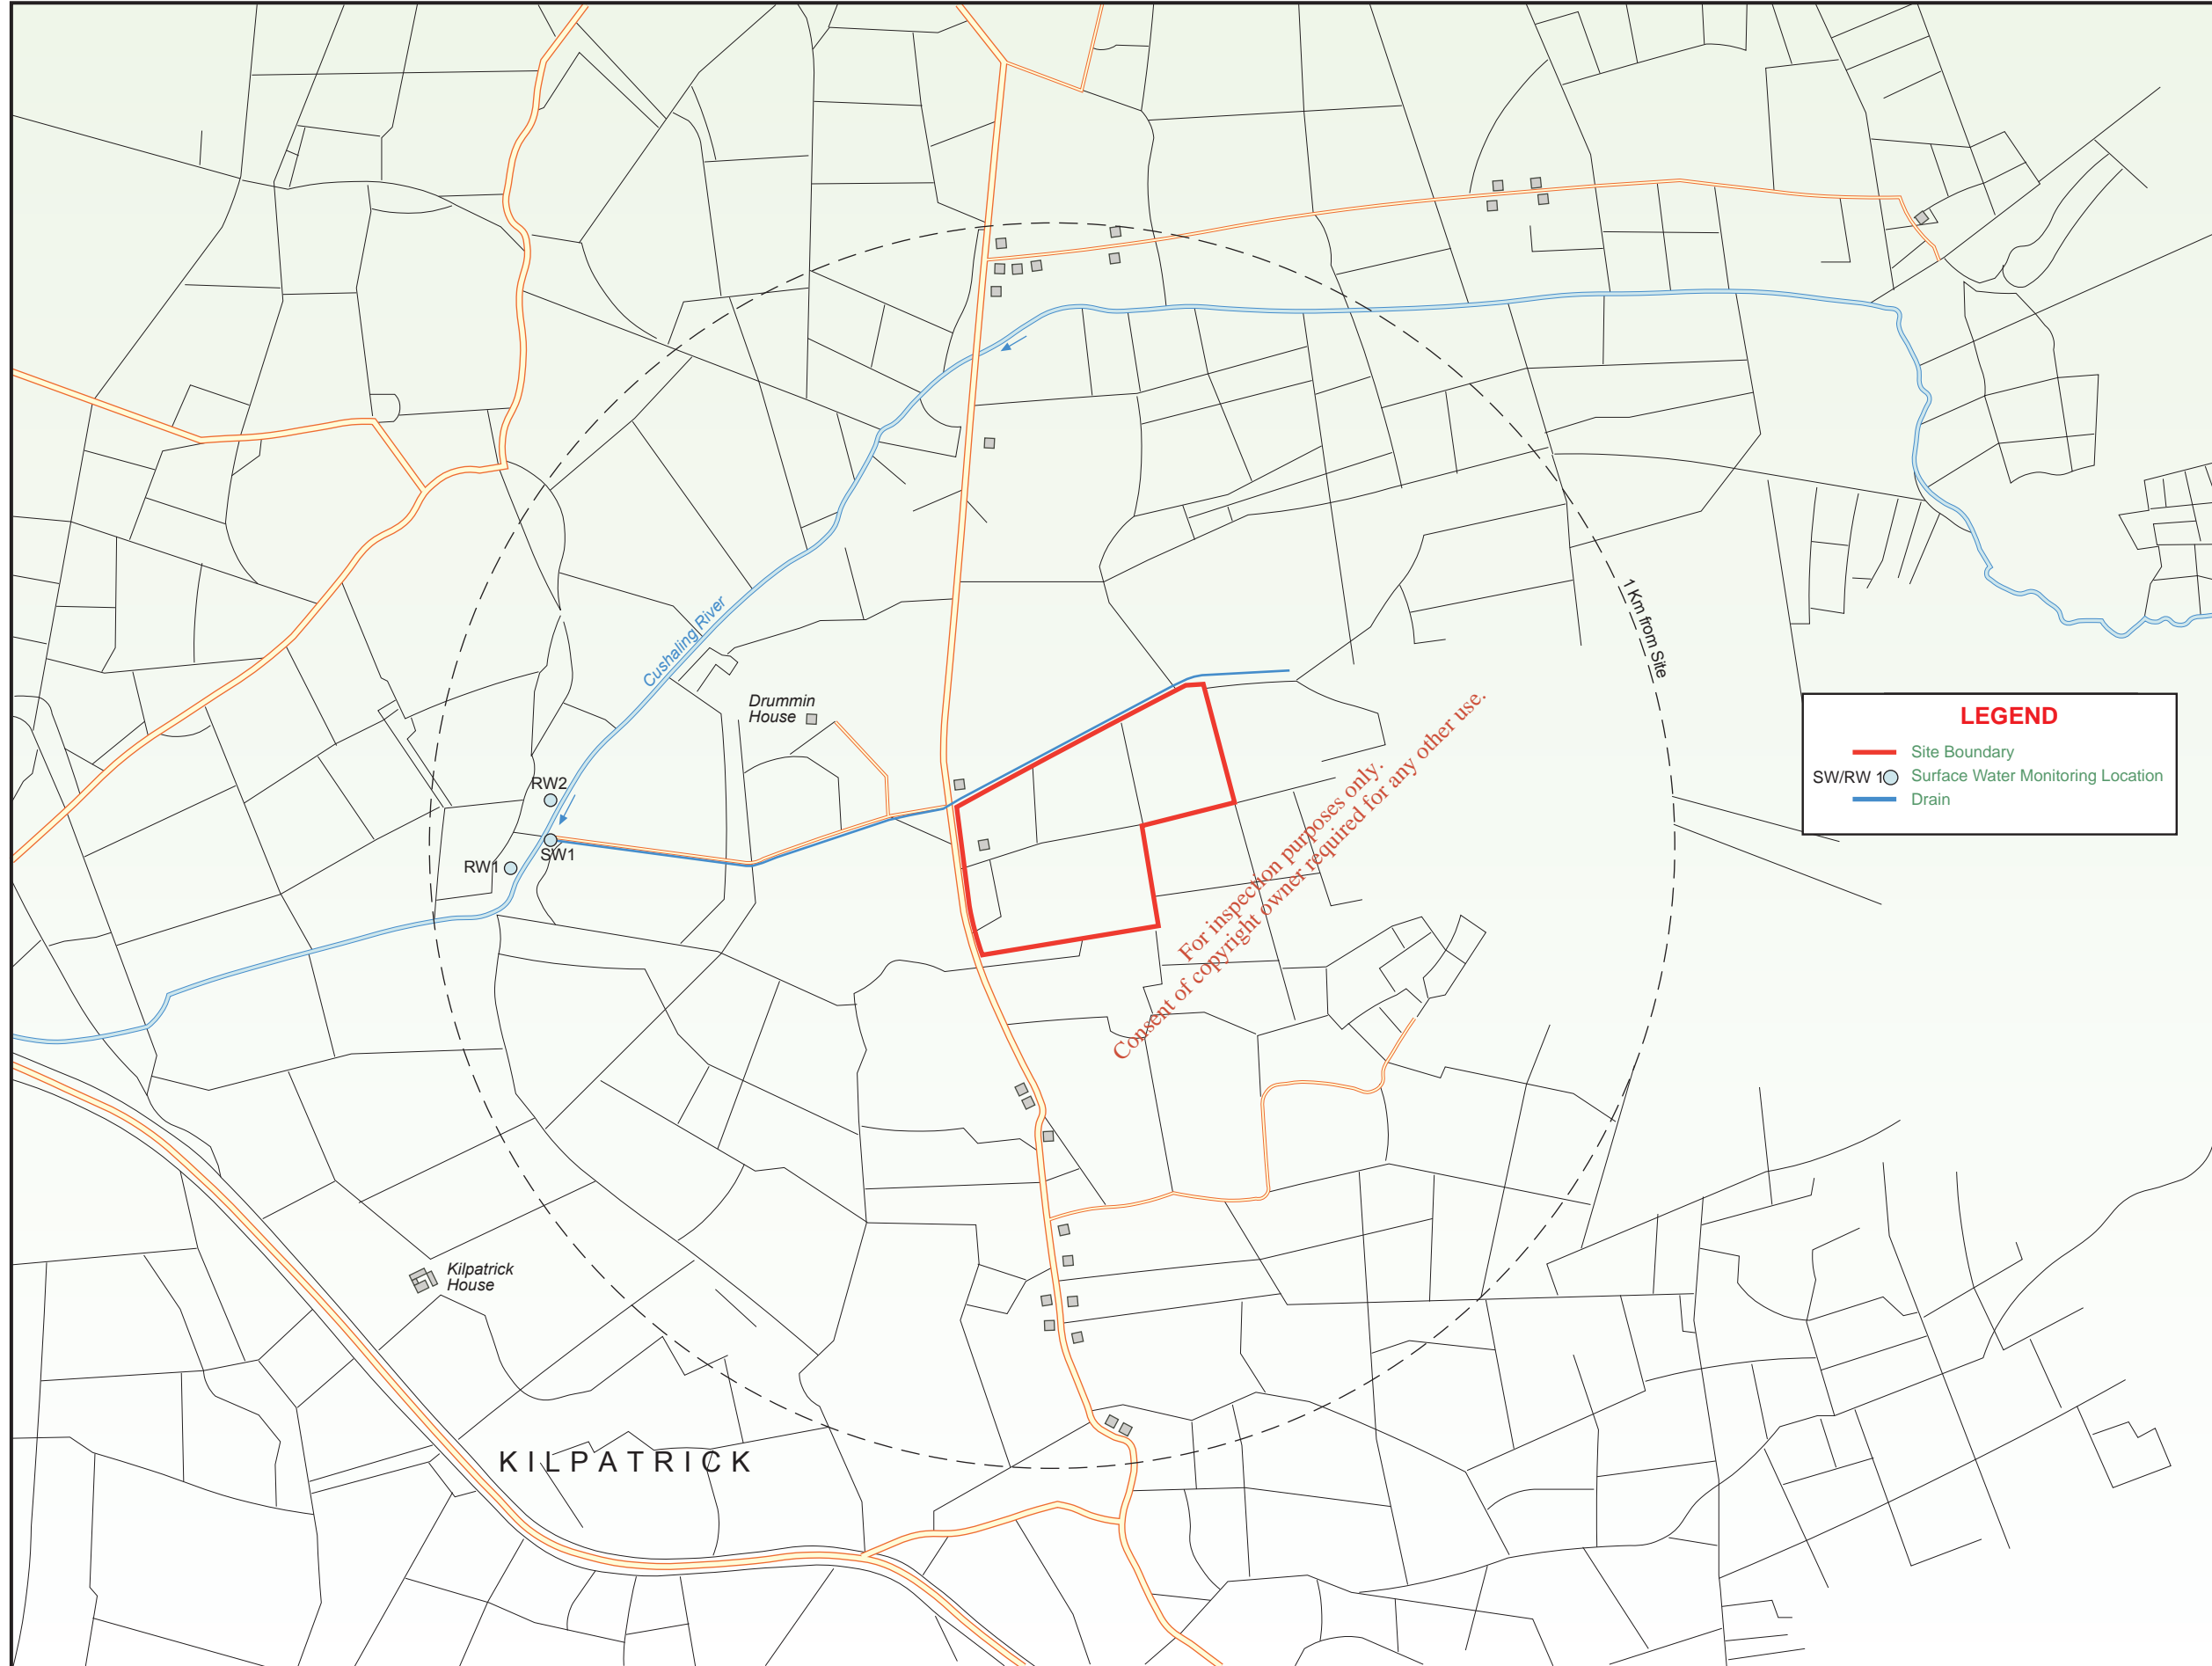 1 Km from Site
Cushaling River
Drummin
House
LEGEND
Site Boundary
SW/RW 1 Surface Water Monitoring Location
Drain
RW2
SW1
RW1
For inspection purposes only.
Consent of copyright owner required for any other use.
Kilpatrick
House
KILPATRICK